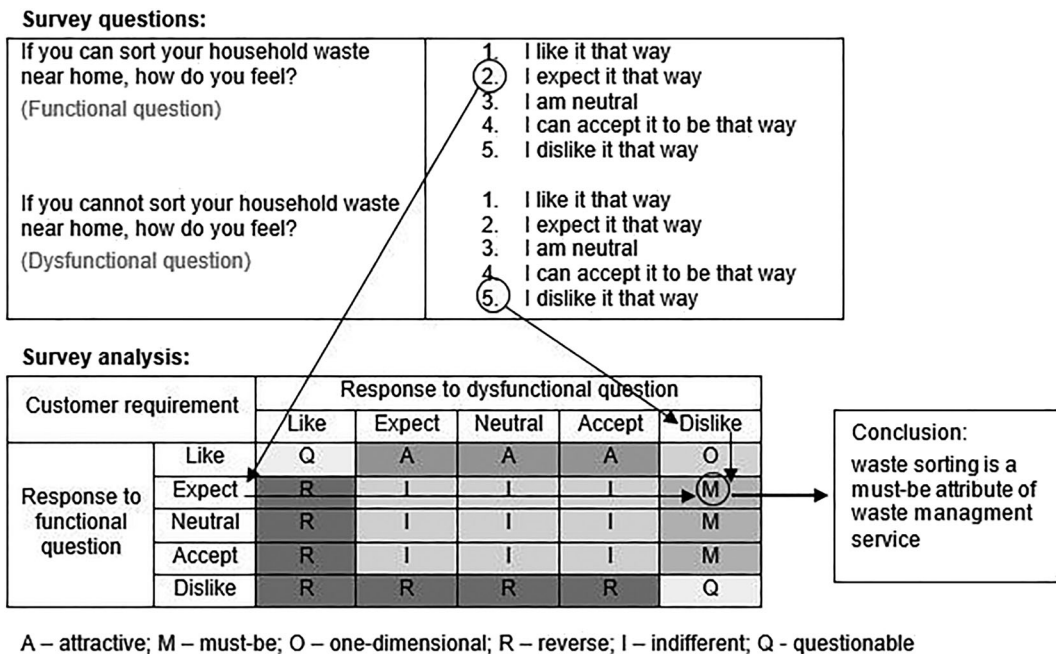 Survey questions:
If you can sort your household waste
near home, how do you feel?
(Functional question)
1. I like it that way
2. I expect it that way
3. I am neutral
4. I can accept it to be that way
5. I dislike it that way
If you cannot sort your household waste
near home, how do you feel?
(Dysfunctional question)
1. I like it that way
2. I expect it that way
3. I am neutral
4. I can accept it to be that way
5. I dislike it that way
Survey analysis:
Customer requirement
Response to dysfunctional question
Like Expect Neutral Accept Dislike
Response to
functional
question
Like Q A A A O
Expect R I I I M
Neutral R I I I M
Accept R I I I M
Dislike R R R R Q
Conclusion:
waste sorting is a
must-be attribute of
waste managment
service
A – attractive; M – must-be; O – one-dimensional; R – reverse; I – indifferent; Q - questionable